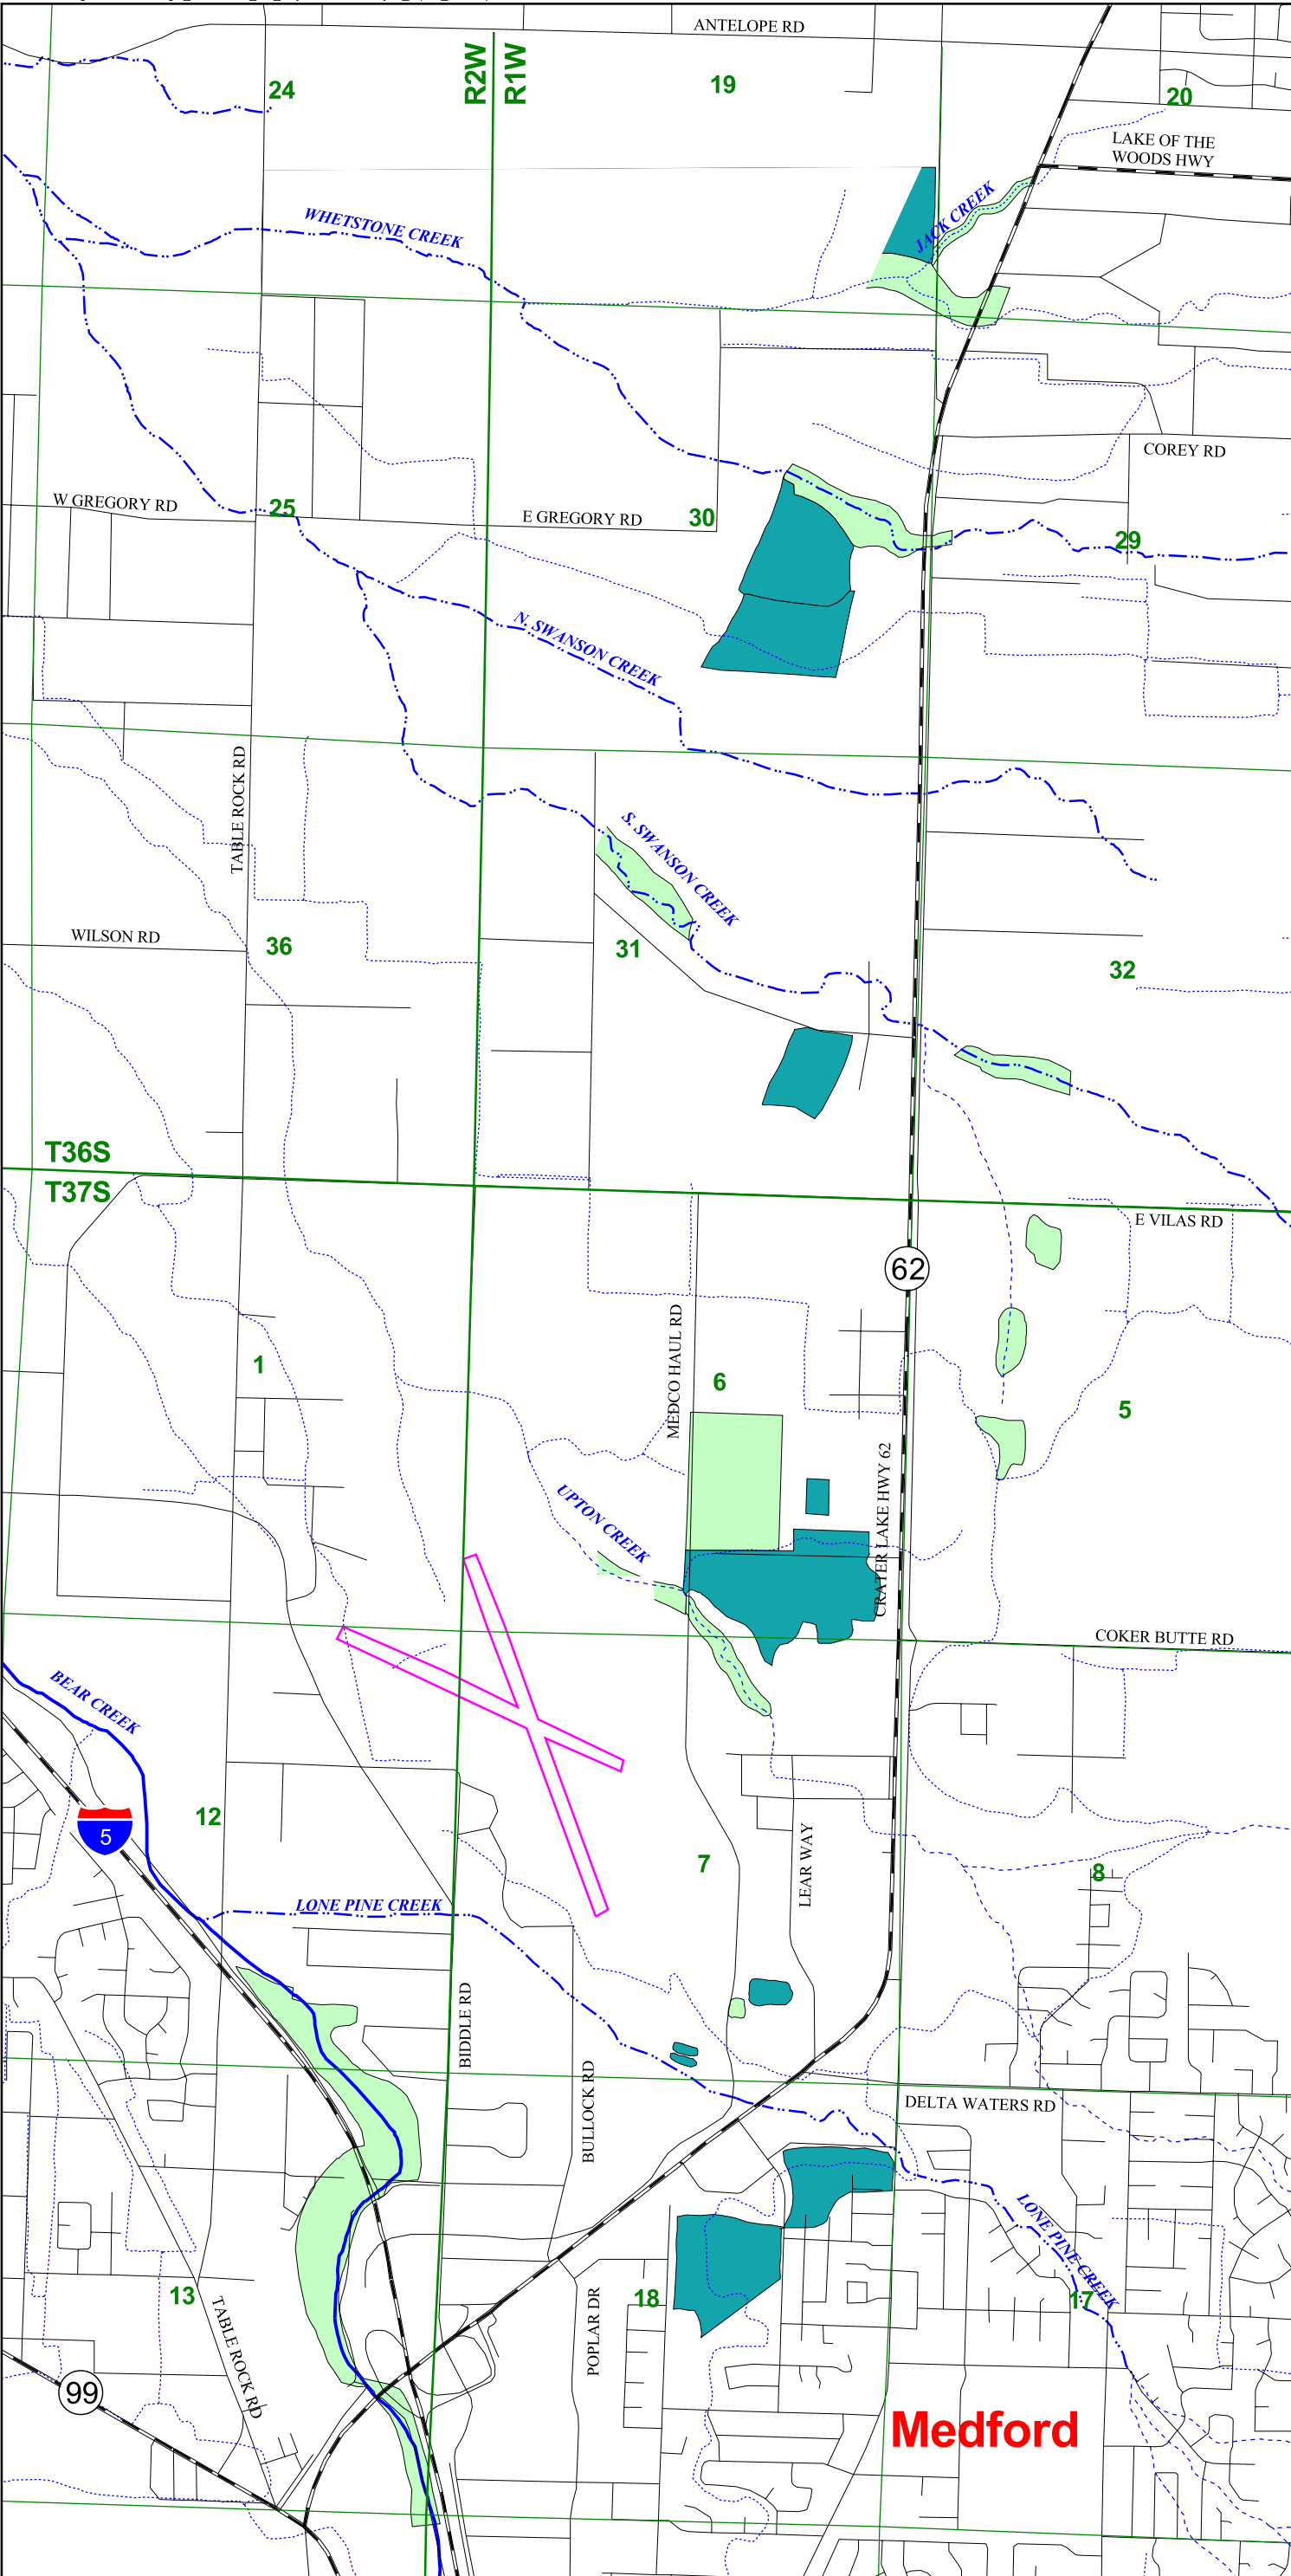 ANTELOPE RD
R2W
R1W
24
19
20
LAKE OF THE
WOODS HWY
JACK CREEK
WHETSTONE CREEK
COREY RD
W GREGORY RD
25
E GREGORY RD
30
29
N. SWANSON CREEK
TABLE ROCK RD
S. SWANSON CREEK
WILSON RD
36
31
32
T36S
T37S
E VILAS RD
62
MEDCO HAUL RD
1
6
5
CRATER LAKE HWY 62
UPTON CREEK
COKER BUTTE RD
BEAR CREEK
12
5
7
LEAR WAY
8
LONE PINE CREEK
BIDDLE RD
BULLOCK RD
DELTA WATERS RD
LONE PINE CREEK
13
18
17
POPLAR DR
TABLE ROCK RD
99
Medford